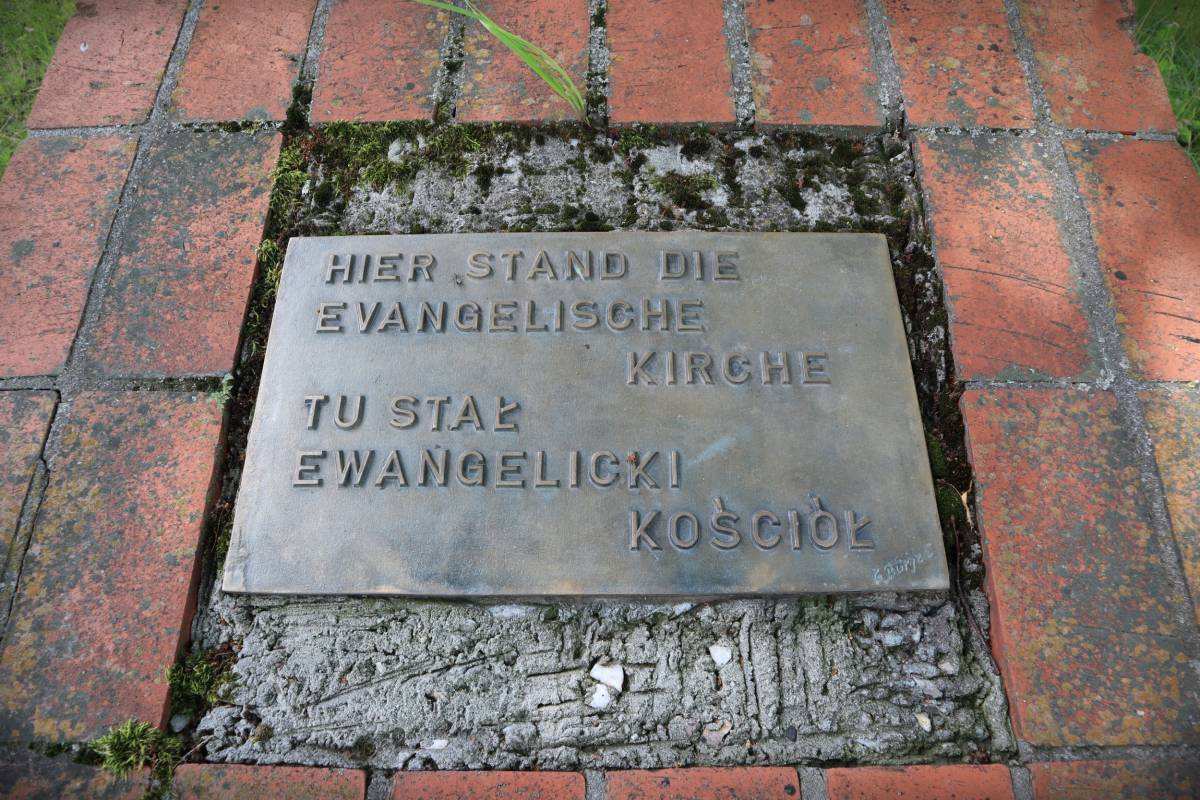 HIER STAND DIE
EVANGELISCHE
KIRCHE
TU STAŁ
EWANGELICKI
KOŚCIÓŁ